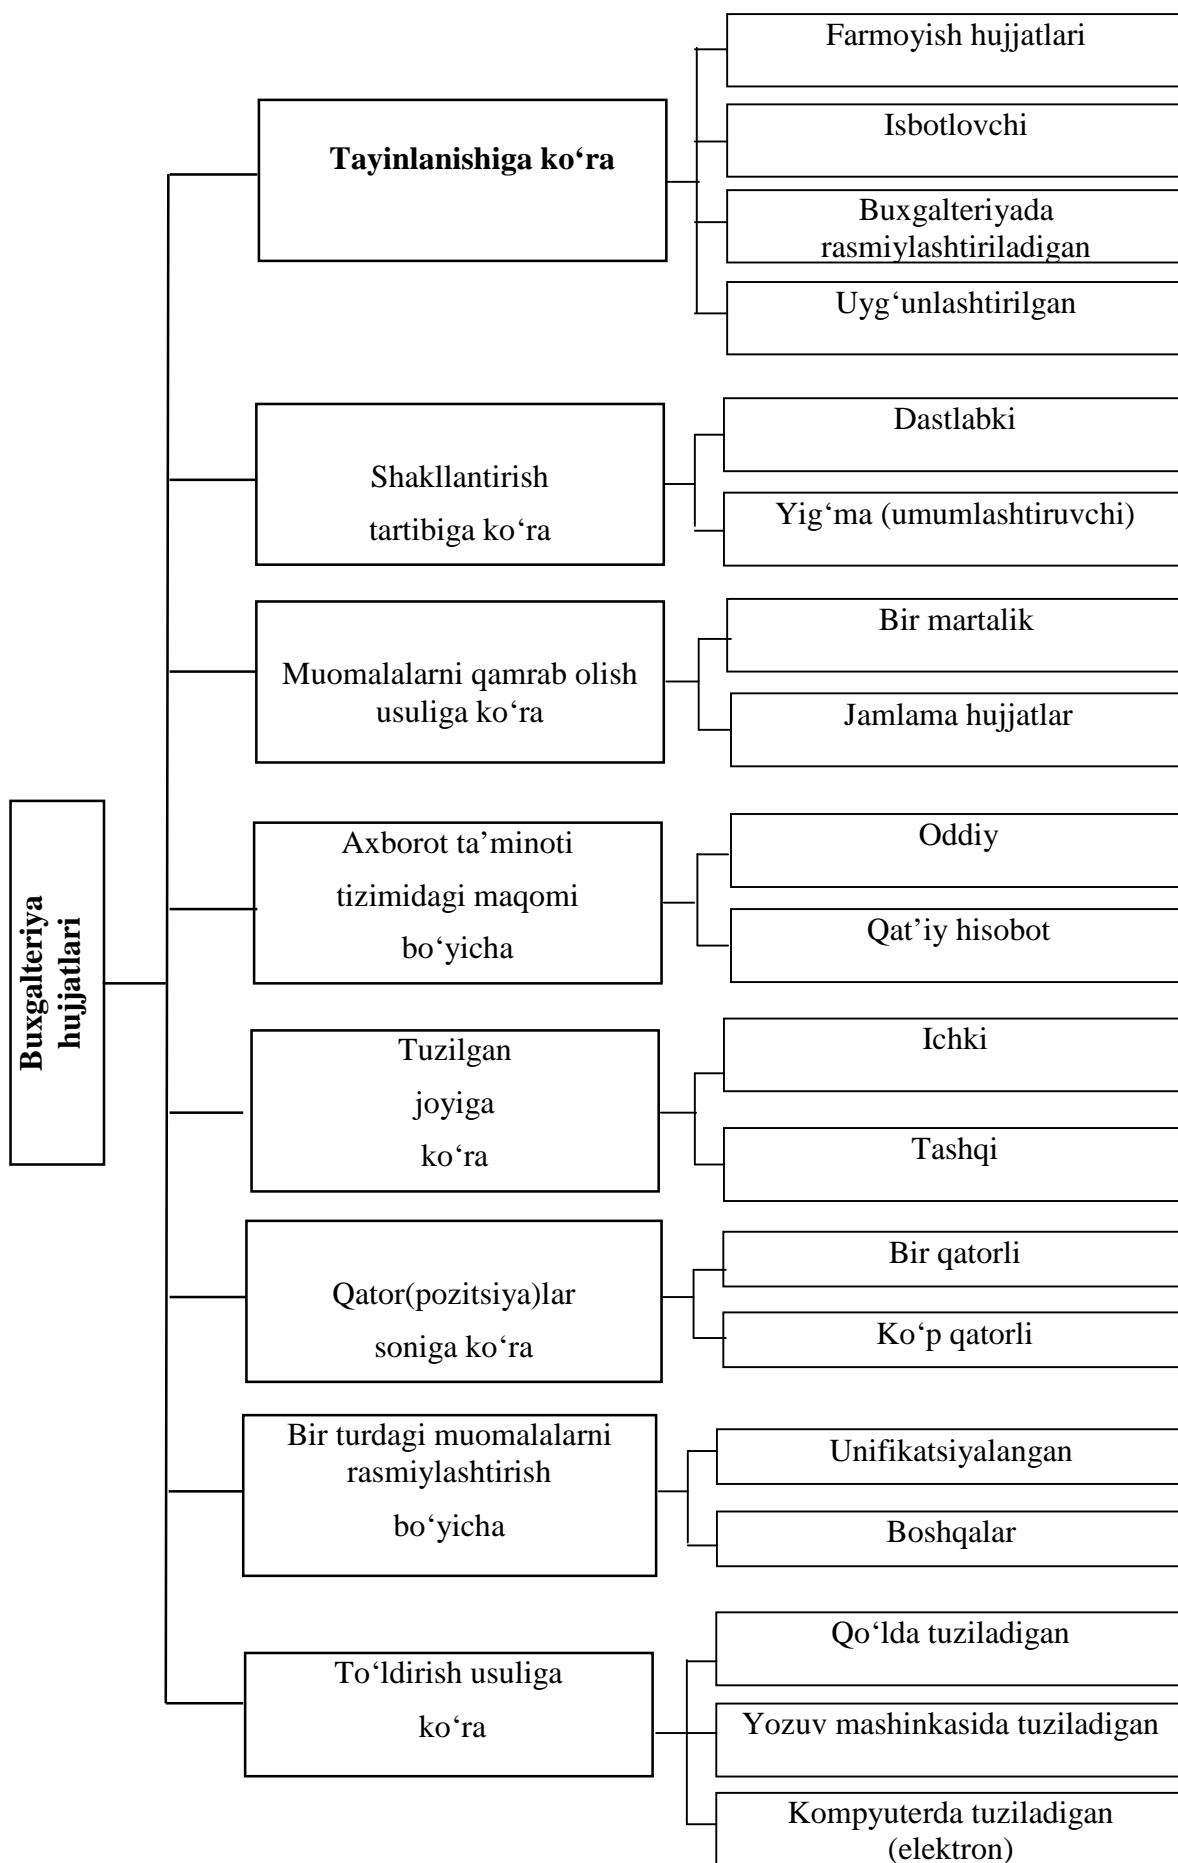 Buxgalteriya
hujjatlari
Tayinlanishiga ko‘ra
Farmoyish hujjatlari
Isbotlovchi
Buxgalteriyada
rasmiylashtiriladigan
Uyg‘unlashtirilgan
Shakllantirish
tartibiga ko‘ra
Dastlabki
Yig‘ma (umumlashtiruvchi)
Muomalalarni qamrab olish
usuliga ko‘ra
Bir martalik
Jamlama hujjatlar
Axborot ta’minoti
tizimidagi maqomi
bo‘yicha
Oddiy
Qat’iy hisobot
Tuzilgan
joyiga
ko‘ra
Ichki
Tashqi
Qator(pozitsiya)lar
soniga ko‘ra
Bir qatorli
Ko‘p qatorli
Bir turdagi muomalalarni
rasmiylashtirish
bo‘yicha
Unifikatsiyalangan
Boshqalar
To‘ldirish usuliga
ko‘ra
Qo‘lda tuziladigan
Yozuv mashinkasida tuziladigan
Kompyuterda tuziladigan
(elektron)